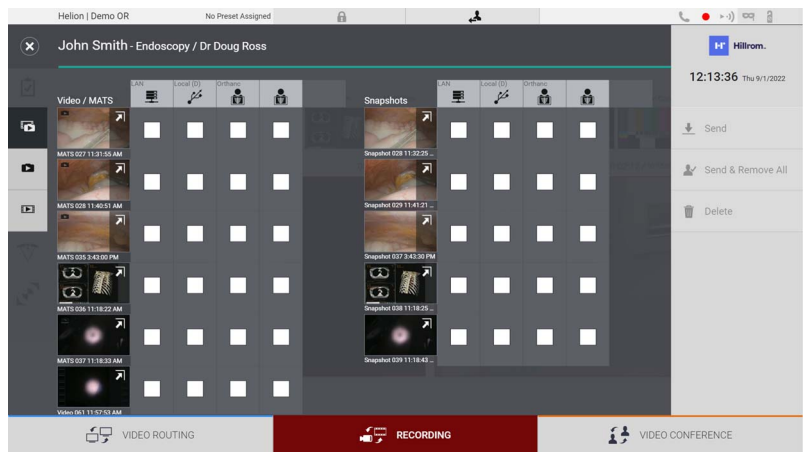 Helion | Demo OR
No Preset Assigned
John Smith - Endoscopy / Dr Doug Ross
Hillrom.
12:13:36 Thu 9/1/2022
LAN Local (D) Orthanc
Video / MATS
LAN Local (D) Orthanc
Snapshots
MATS 027 11:31:55 AM
Snapshot 028 11:32:25 ...
MATS 028 11:40:51 AM
Snapshot 029 11:41:21 ...
MATS 035 3:43:00 PM
Snapshot 037 3:43:30 PM
MATS 036 11:18:22 AM
Snapshot 038 11:18:25 ...
MATS 037 11:18:33 AM
Snapshot 039 11:18:43 ...
Video 061 11:57:53 AM
Send
Send & Remove All
Delete
VIDEO ROUTING
RECORDING
VIDEO CONFERENCE